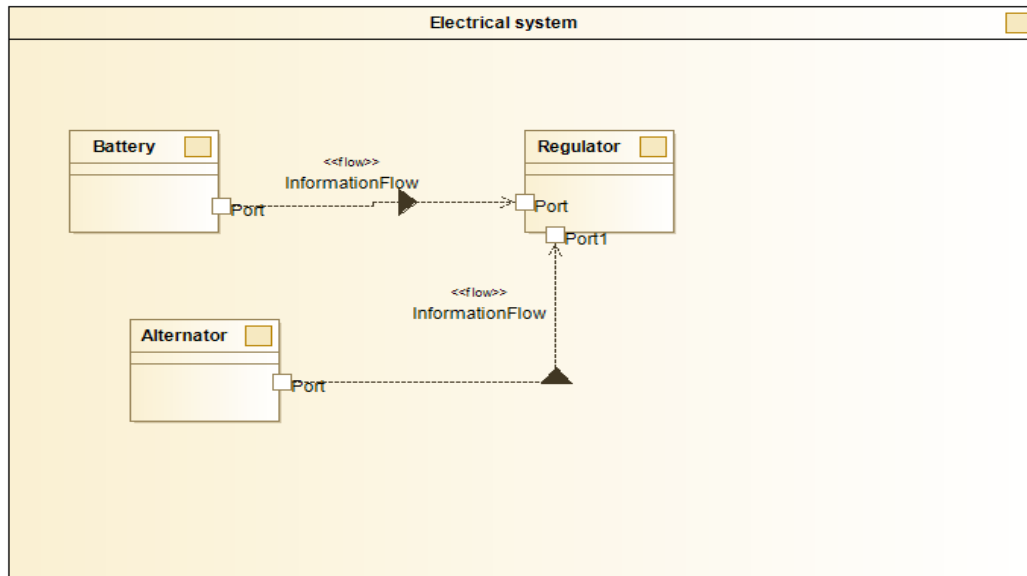 Electrical system
Battery
Regulator
<<flow>>
InformationFlow
Port
Port
Port1
<<flow>>
InformationFlow
Alternator
Port